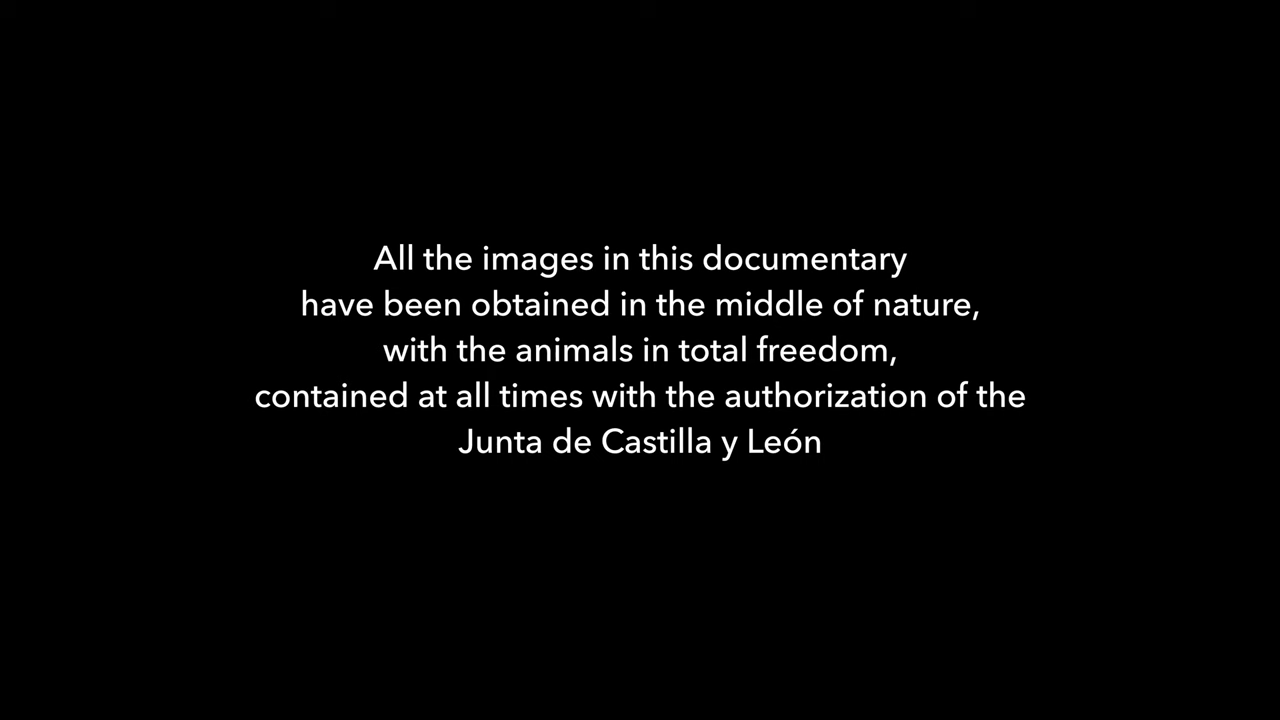 All the images in this documentary
have been obtained in the middle of nature,
with the animals in total freedom,
contained at all times with the authorization of the
Junta de Castilla y León